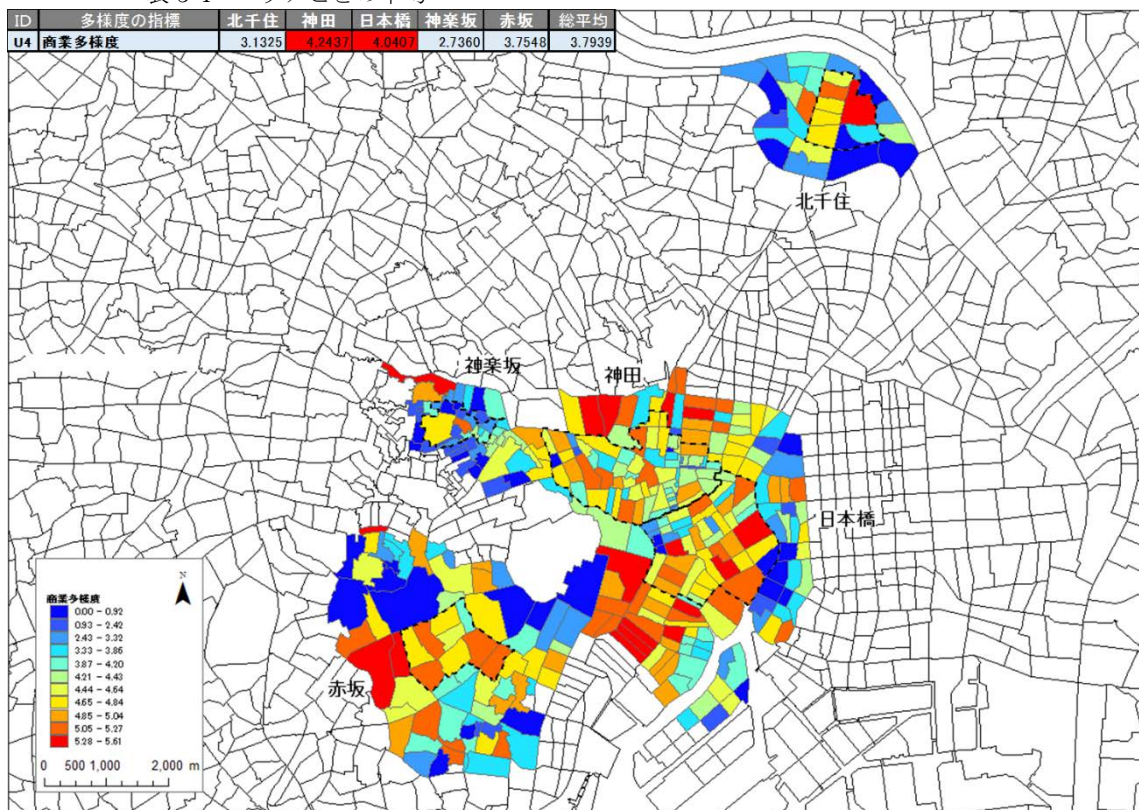 ID 多様度の指標 北千住 神田 日本橋 神楽坂 赤坂 総平均
U4 商業多様度 3.1325 4.2437 4.0407 2.7360 3.7548 3.7939
北千住
神楽坂
神田
日本橋
赤坂
N
商業多様度
0.00 - 0.92
0.93 - 2.42
2.43 - 3.32
3.33 - 3.86
3.87 - 4.20
4.21 - 4.43
4.44 - 4.64
4.65 - 4.84
4.85 - 5.04
5.05 - 5.27
5.28 - 5.61
0 500 1,000 2,000 m